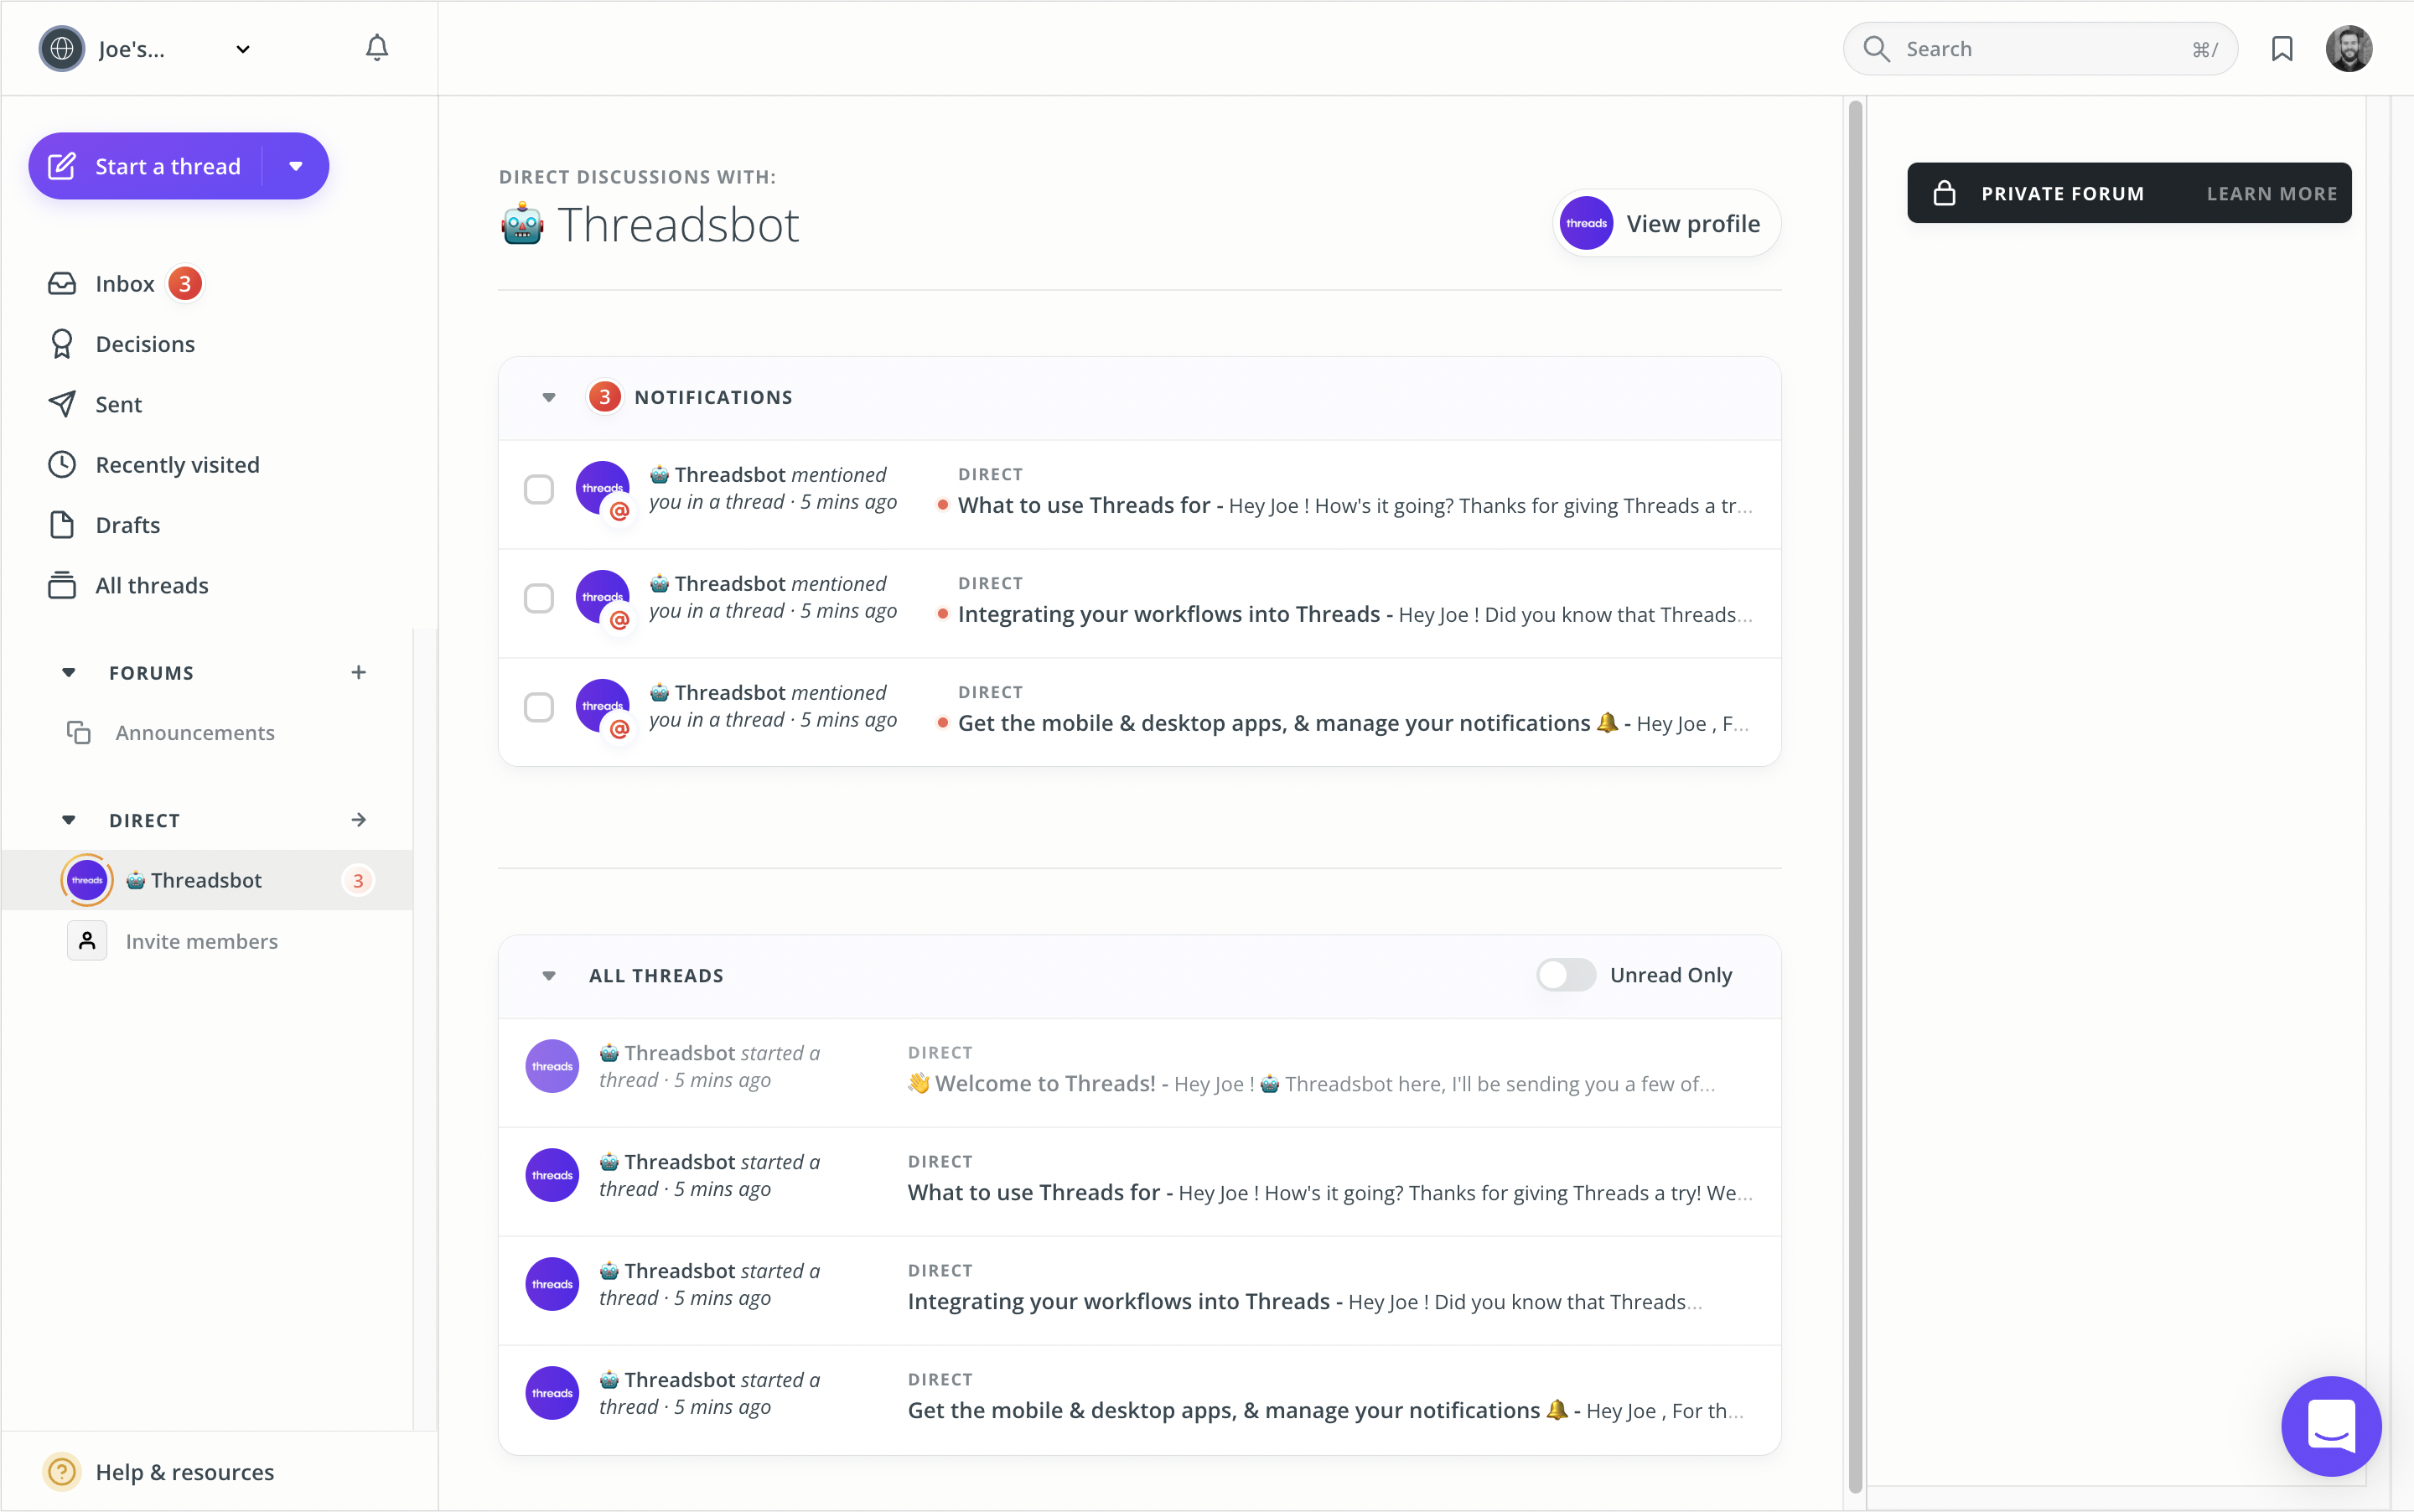 Joe's...
Search
⌘/
Start a thread
Inbox 3
Decisions
Sent
Recently visited
Drafts
All threads
FORUMS
Announcements
DIRECT
threads 🤖 Threadsbot 3
Invite members
Help & resources
DIRECT DISCUSSIONS WITH:
🤖 Threadsbot
threads View profile
3 NOTIFICATIONS
threads
@
🤖 Threadsbot mentioned
you in a thread · 5 mins ago
DIRECT
What to use Threads for - Hey Joe ! How's it going? Thanks for giving Threads a tr...
threads
@
🤖 Threadsbot mentioned
you in a thread · 5 mins ago
DIRECT
Integrating your workflows into Threads - Hey Joe ! Did you know that Threads...
threads
@
🤖 Threadsbot mentioned
you in a thread · 5 mins ago
DIRECT
Get the mobile & desktop apps, & manage your notifications 🔔 - Hey Joe , F...
ALL THREADS
Unread Only
threads
🤖 Threadsbot started a
thread · 5 mins ago
DIRECT
👋 Welcome to Threads! - Hey Joe ! 🤖 Threadsbot here, I'll be sending you a few of...
threads
🤖 Threadsbot started a
thread · 5 mins ago
DIRECT
What to use Threads for - Hey Joe ! How's it going? Thanks for giving Threads a try! We...
threads
🤖 Threadsbot started a
thread · 5 mins ago
DIRECT
Integrating your workflows into Threads - Hey Joe ! Did you know that Threads...
threads
🤖 Threadsbot started a
thread · 5 mins ago
DIRECT
Get the mobile & desktop apps, & manage your notifications 🔔 - Hey Joe , For th...
PRIVATE FORUM
LEARN MORE